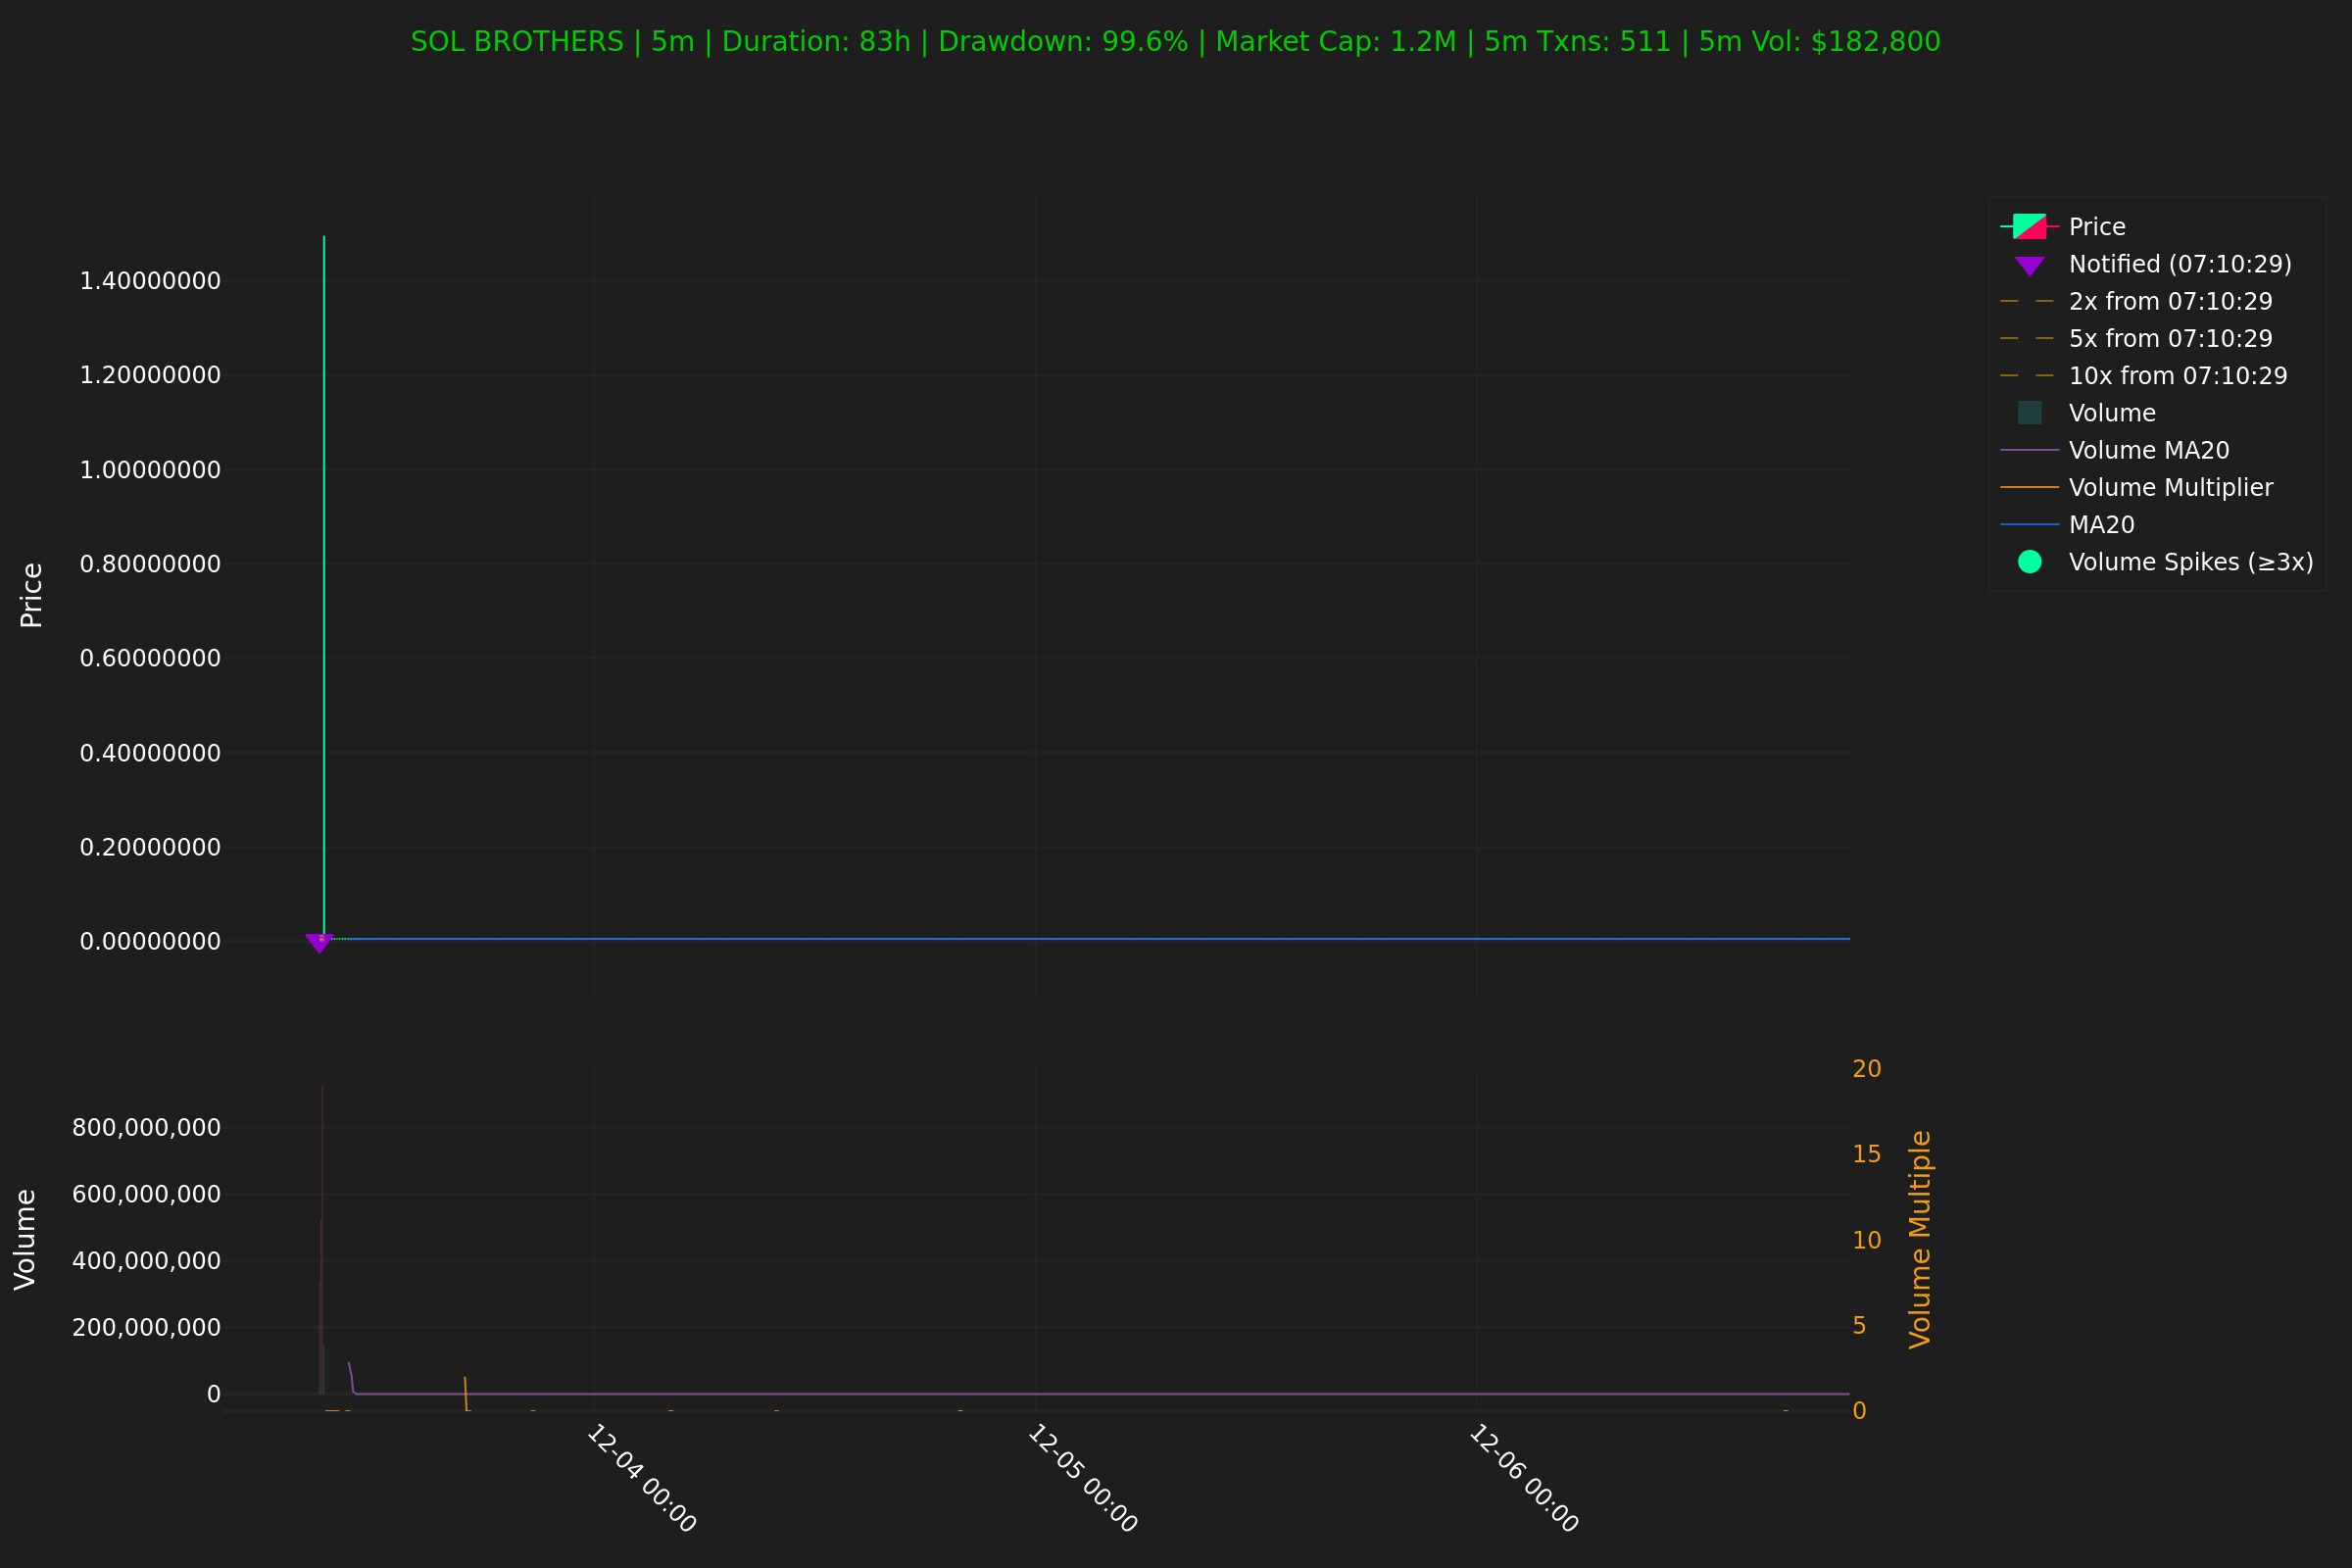 SOL BROTHERS | 5m | Duration: 83h | Drawdown: 99.6% | Market Cap: 1.2M | 5m Txns: 511 | 5m Vol: $182,800
Price
1.40000000
1.20000000
1.00000000
0.80000000
0.60000000
0.40000000
0.20000000
0.00000000
Price
Notified (07:10:29)
2x from 07:10:29
5x from 07:10:29
10x from 07:10:29
Volume
Volume MA20
Volume Multiplier
MA20
Volume Spikes (≥3x)
Volume
800,000,000
600,000,000
400,000,000
200,000,000
0
20
15
10
5
0
Volume Multiple
12-04 00:00
12-05 00:00
12-06 00:00